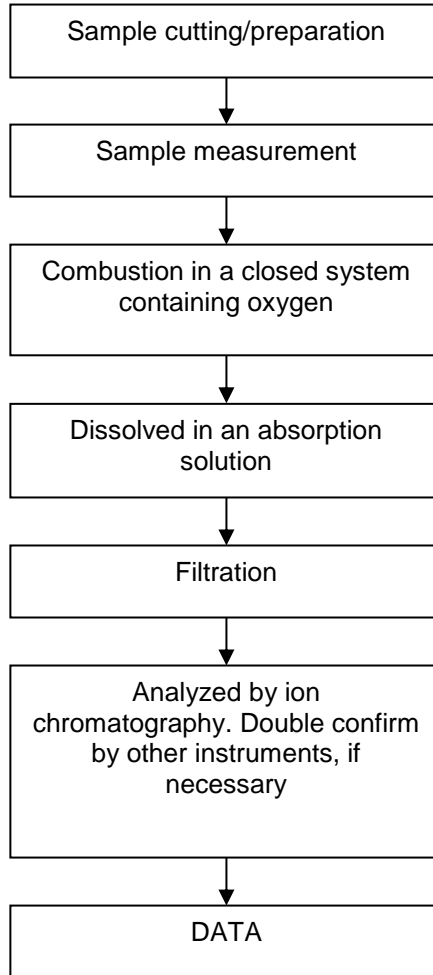 Sample cutting/preparation
Sample measurement
Combustion in a closed system
containing oxygen
Dissolved in an absorption
solution
Filtration
Analyzed by ion
chromatography. Double confirm
by other instruments, if
necessary
DATA